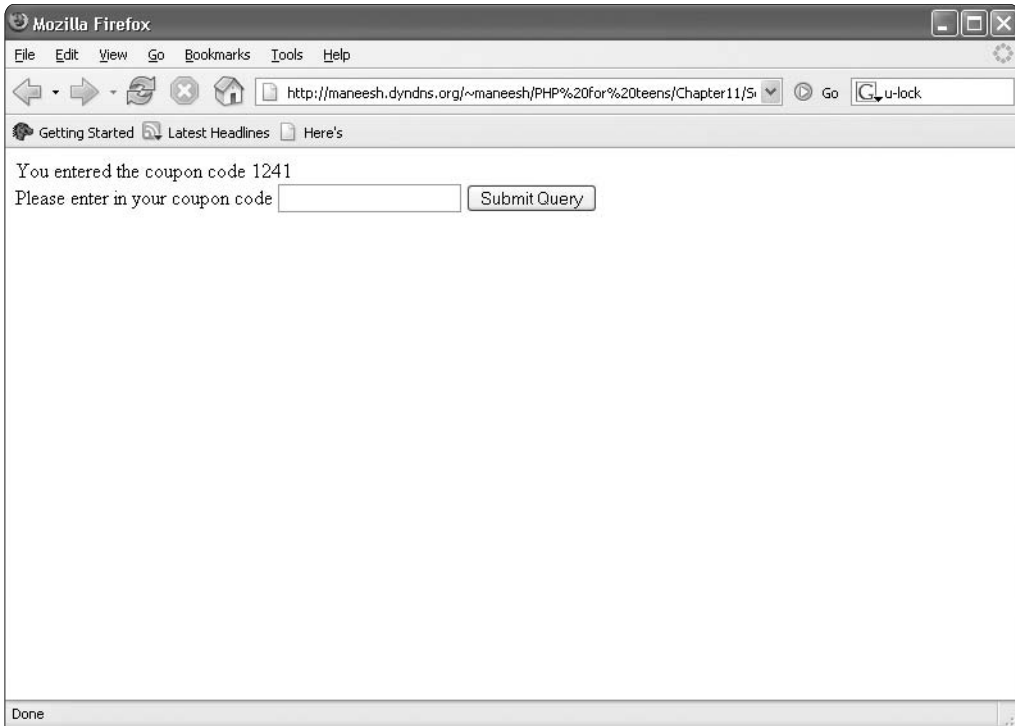 Mozilla Firefox
File Edit View Go Bookmarks Tools Help
http://maneesh.dyndns.org/~maneesh/PHP%20for%20teens/Chapter11/S Go G u-lock
Getting Started Latest Headlines Here's
You entered the coupon code 1241
Please enter in your coupon code Submit Query
Done